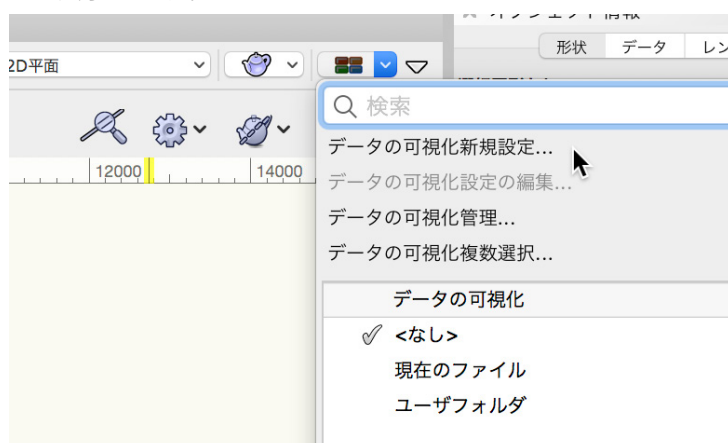 情報
形状 データ レン
2D平面
検索
データの可視化新規設定...
データの可視化設定の編集...
データの可視化管理...
データの可視化複数選択...
12000 14000
データの可視化
<なし>
現在のファイル
ユーザフォルダ